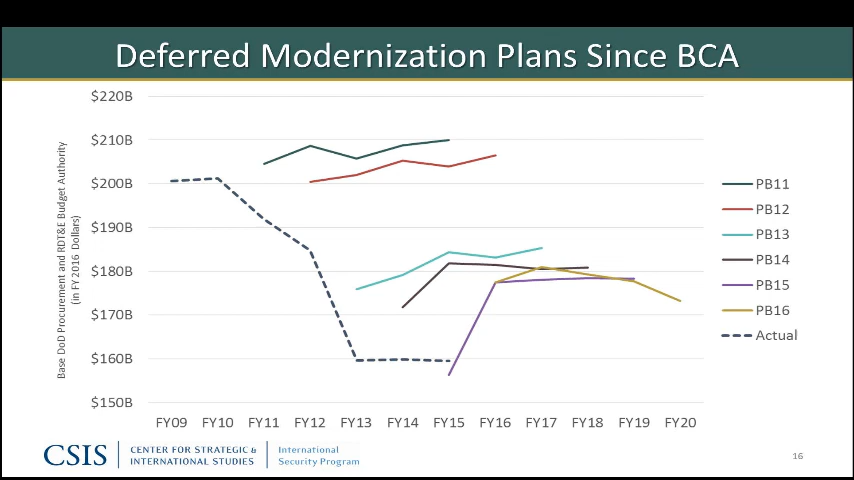 Deferred Modernization Plans Since BCA
Base DoD Procurement and RDT&E Budget Authority
(in FY 2016 Dollars)
$220B
$210B
$200B
$190B
$180B
$170B
$160B
$150B
FY09 FY10 FY11 FY12 FY13 FY14 FY15 FY16 FY17 FY18 FY19 FY20
PB11
PB12
PB13
PB14
PB15
PB16
Actual
CSIS
CENTER FOR STRATEGIC &
INTERNATIONAL STUDIES
International
Security Program
16